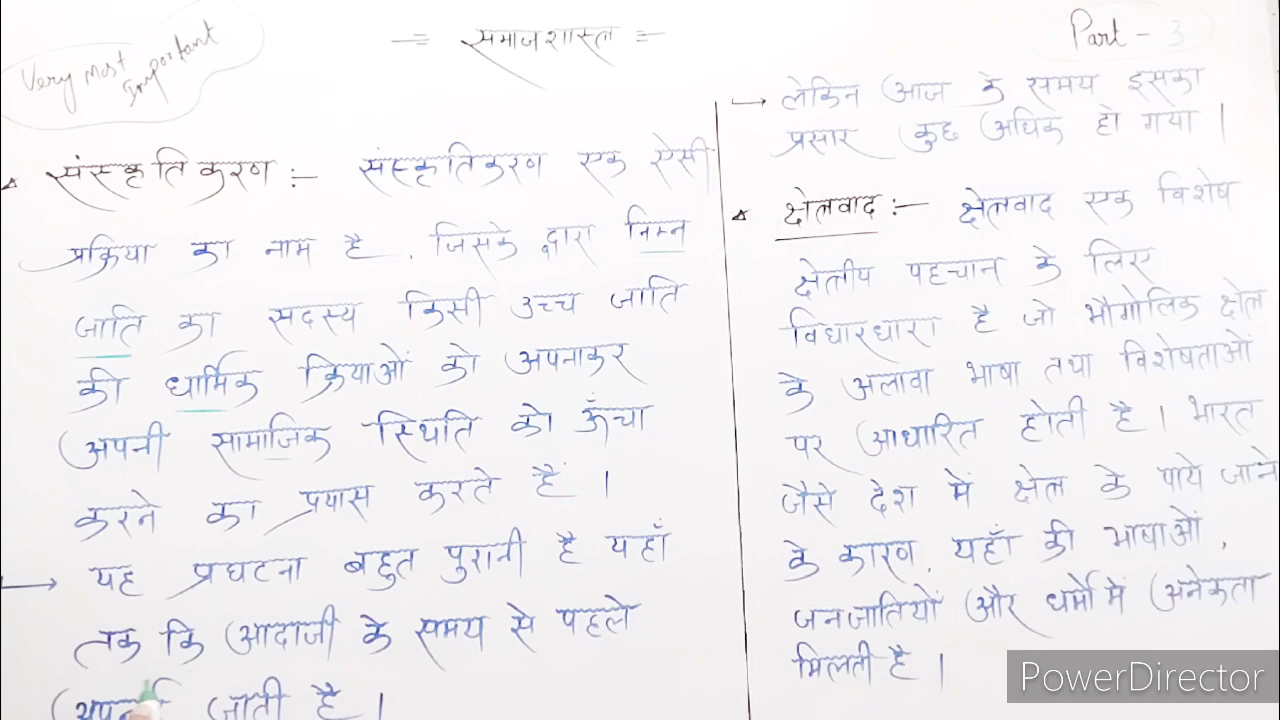 Very most
Important
= समाजशास्त्र =
Part - 3
संस्कृतिकरण :- संस्कृतिकरण एक ऐसी
प्रक्रिया का नाम है, जिसके द्वारा निम्न
जाति का सदस्य किसी उच्च जाति
की धार्मिक क्रियाओं को अपनाकर
अपनी सामाजिक स्थिति को ऊंचा
करने का प्रयास करते हैं ।
→ यह प्रघटना बहुत पुरानी है यहाँ
तक कि आदाजी के समय से पहले
जाती है ।
→ लेकिन आज के समय इसका
प्रसार कुछ अधिक हो गया ।
क्षेत्रवाद :- क्षेत्रवाद एक विशेष
क्षेत्रीय पहचान के लिए
विधारधारा है जो भौगोलिक क्षेत्र
के अलावा भाषा तथा विशेषताओं
पर आधारित होती है । भारत
जैसे देश में क्षेत्र के पाये जाने
के कारण, यहाँ की भाषाओं,
जनजातियों और धर्मों में अनेकता
मिलती है ।
PowerDirector